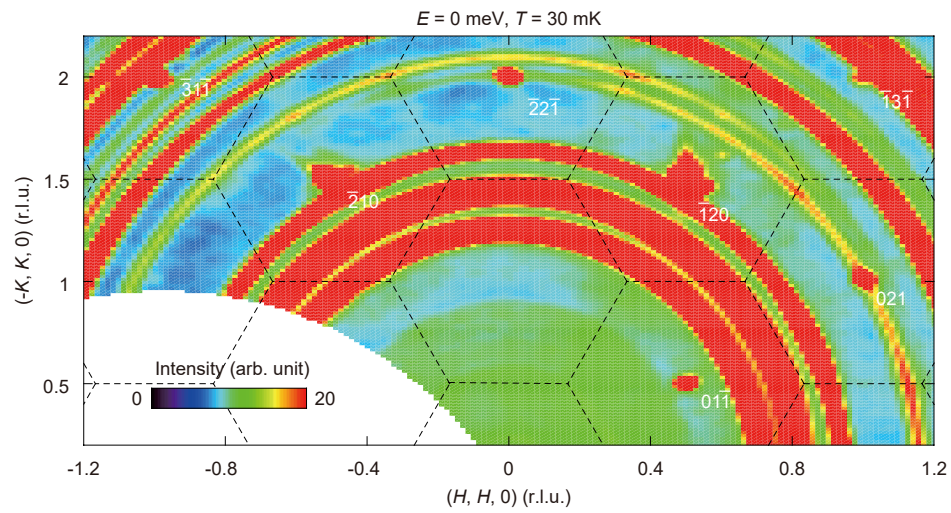 E = 0 meV, T = 30 mK
2
1.5
1
0.5
(-K, K, 0) (r.l.u.)
3̅11̅
2̅21̅
1̅31̅
2̅10
1̅20
021
011̅
Intensity (arb. unit)
0 20
-1.2 -0.8 -0.4 0 0.4 0.8 1.2
(H, H, 0) (r.l.u.)